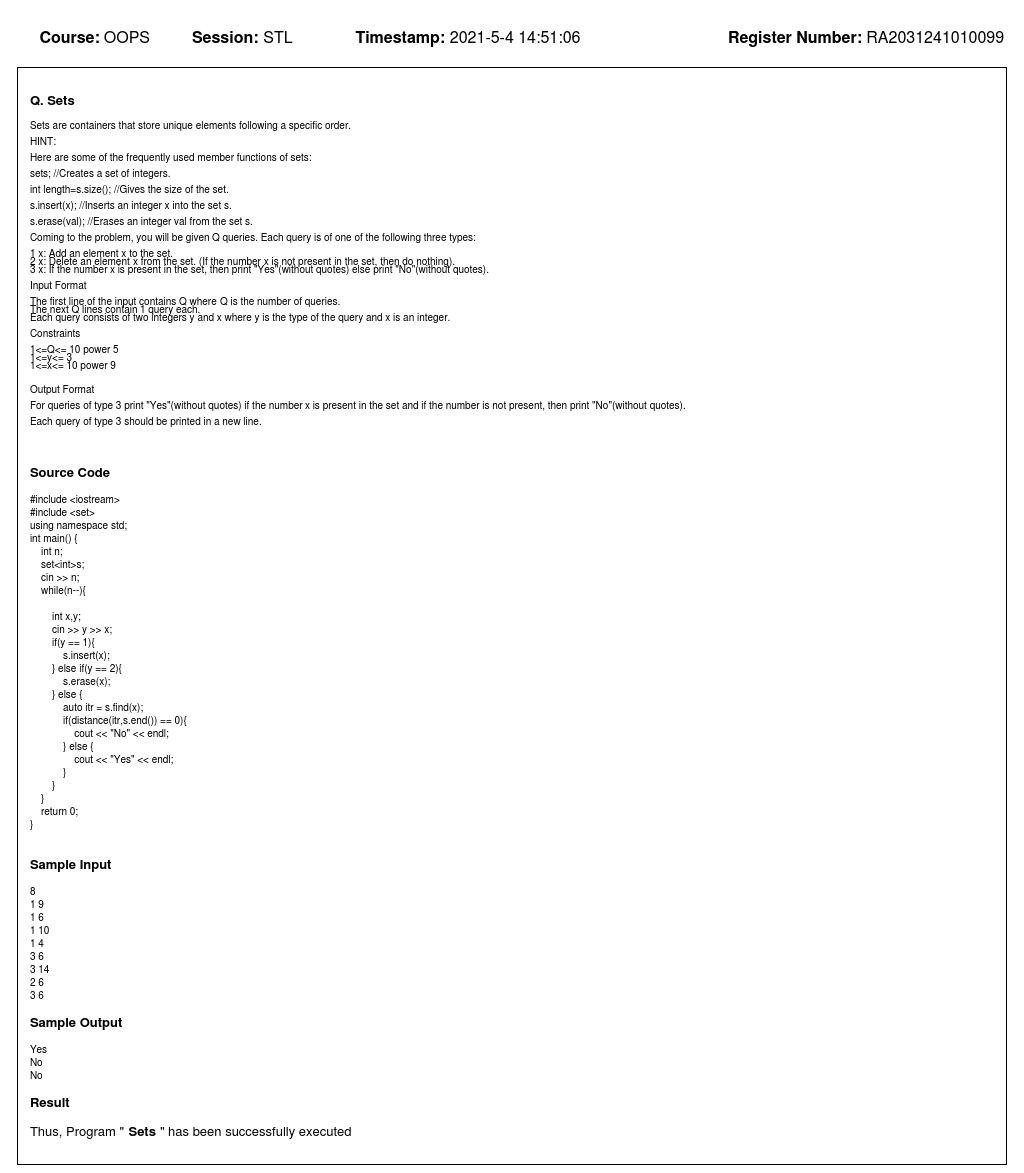 Course: OOPS Session: STL Timestamp: 2021-5-4 14:51:06 Register Number: RA2031241010099
Q. Sets
Sets are containers that store unique elements following a specific order.
HINT:
Here are some of the frequently used member functions of sets:
sets; //Creates a set of integers.
int length=s.size(); //Gives the size of the set.
s.insert(x); //Inserts an integer x into the set s.
s.erase(val); //Erases an integer val from the set s.
Coming to the problem, you will be given Q queries. Each query is of one of the following three types:
1 x: Add an element x to the set.
2 x: Delete an element x from the set. (If the number x is not present in the set, then do nothing).
3 x: If the number x is present in the set, then print "Yes"(without quotes) else print "No"(without quotes).
Input Format
The first line of the input contains Q where Q is the number of queries.
The next Q lines contain 1 query each.
Each query consists of two integers y and x where y is the type of the query and x is an integer.
Constraints
1<=Q<= 10 power 5
1<=y<= 3
1<=x<= 10 power 9
Output Format
For queries of type 3 print "Yes"(without quotes) if the number x is present in the set and if the number is not present, then print "No"(without quotes).
Each query of type 3 should be printed in a new line.
Source Code
#include <iostream>
#include <set>
using namespace std;
int main() {
    int n;
    set<int>s;
    cin >> n;
    while(n--){
        int x,y;
        cin >> y >> x;
        if(y == 1){
            s.insert(x);
        } else if(y == 2){
            s.erase(x);
        } else {
            auto itr = s.find(x);
            if(distance(itr,s.end()) == 0){
                cout << "No" << endl;
            } else {
                cout << "Yes" << endl;
            }
        }
    }
    return 0;
}
Sample Input
8
1 9
1 6
1 10
1 4
3 6
3 14
2 6
3 6
Sample Output
Yes
No
No
Result
Thus, Program " Sets " has been successfully executed